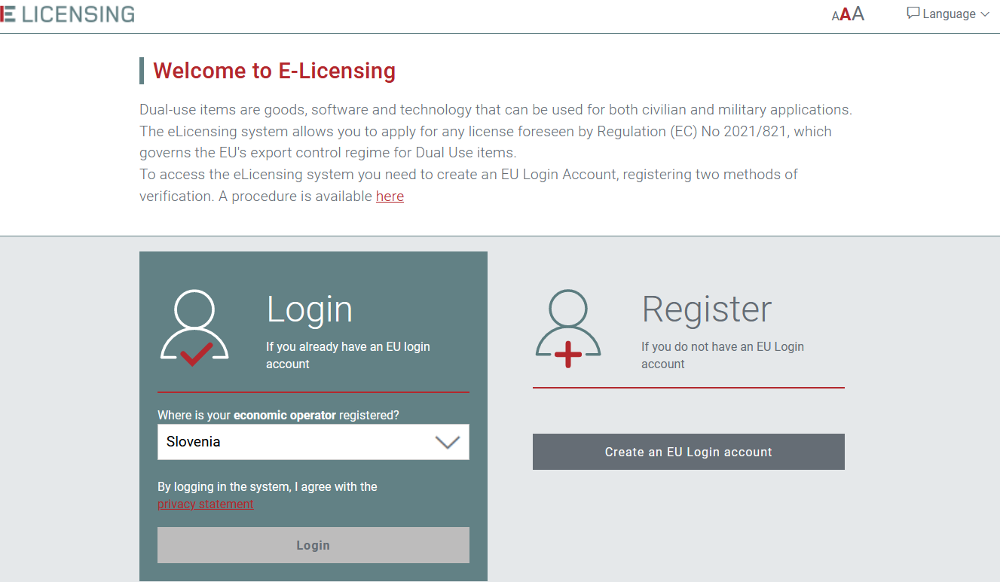 E LICENSING
AAA
Language
Welcome to E-Licensing
Dual-use items are goods, software and technology that can be used for both civilian and military applications.
The eLicensing system allows you to apply for any license foreseen by Regulation (EC) No 2021/821, which
governs the EU's export control regime for Dual Use items.
To access the eLicensing system you need to create an EU Login Account, registering two methods of
verification. A procedure is available here
Login
If you already have an EU login
account
Where is your economic operator registered?
Slovenia
By logging in the system, I agree with the
privacy statement
Login
Register
If you do not have an EU Login
account
Create an EU Login account